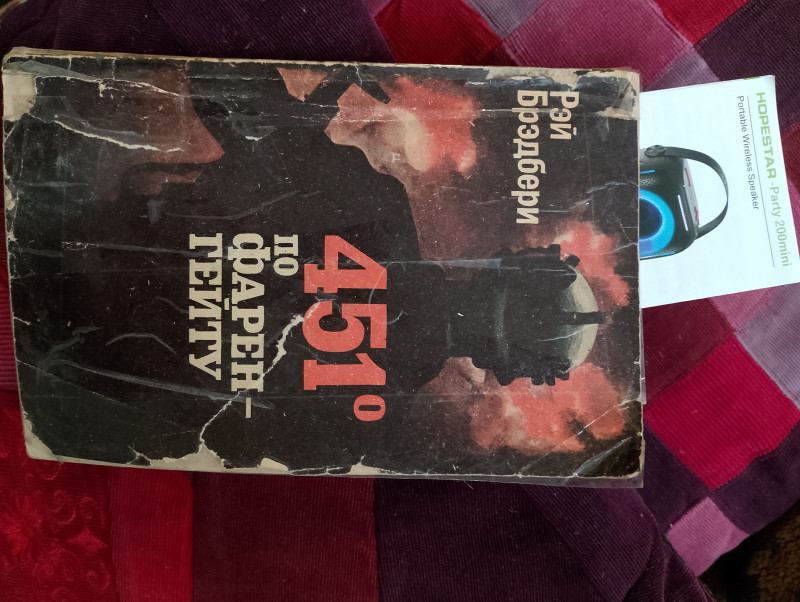 Рэй
Брэдбери
451°
по
ФАРЕН-
ГЕЙТУ
HOPESTAR -Party 200mini
Portable Wireless Speaker